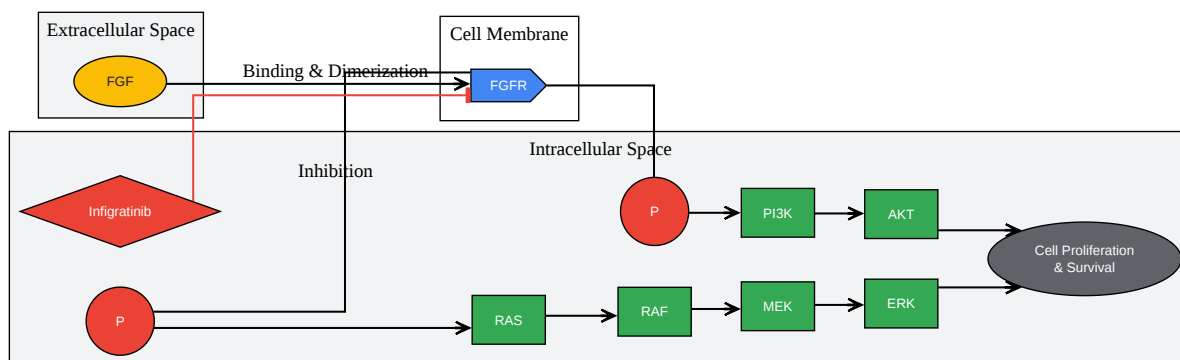 Extracellular Space
Cell Membrane
FGF
Binding & Dimerization
FGFR
Intracellular Space
Inhibition
Infigratinib
P
PI3K
AKT
Cell Proliferation
& Survival
P
RAS
RAF
MEK
ERK